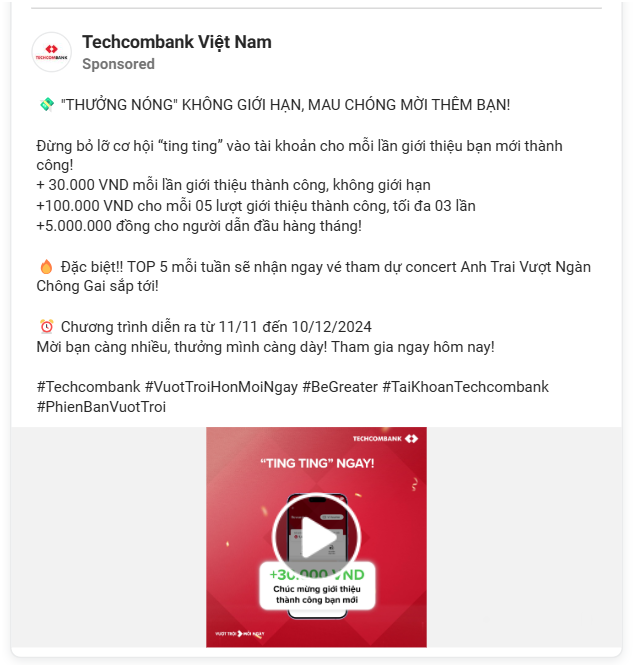 TECHCOMBANK
Techcombank Việt Nam
Sponsored
💸 "THƯỞNG NÓNG" KHÔNG GIỚI HẠN, MAU CHÓNG MỜI THÊM BẠN!
Đừng bỏ lỡ cơ hội “ting ting” vào tài khoản cho mỗi lần giới thiệu bạn mới thành
công!
+ 30.000 VND mỗi lần giới thiệu thành công, không giới hạn
+100.000 VND cho mỗi 05 lượt giới thiệu thành công, tối đa 03 lần
+5.000.000 đồng cho người dẫn đầu hàng tháng!
🔥 Đặc biệt!! TOP 5 mỗi tuần sẽ nhận ngay vé tham dự concert Anh Trai Vượt Ngàn
Chông Gai sắp tới!
⏰ Chương trình diễn ra từ 11/11 đến 10/12/2024
Mời bạn càng nhiều, thưởng mình càng dày! Tham gia ngay hôm nay!
#Techcombank #VuotTroiHonMoiNgay #BeGreater #TaiKhoanTechcombank
#PhienBanVuotTroi
TECHCOMBANK
“TING TING” NGAY!
+30.000 VND
Chúc mừng giới thiệu
thành công bạn mới
VƯỢT TRỘI MỖI NGÀY